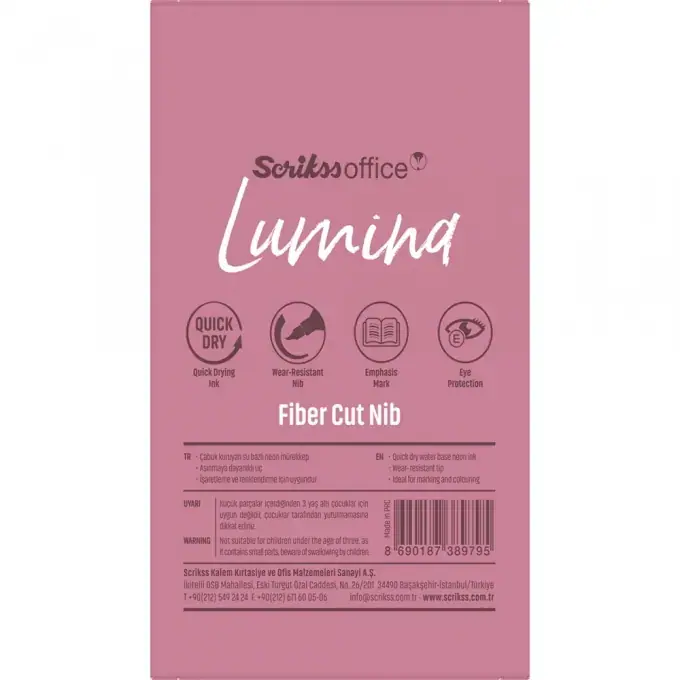 Scrikss office
Lumina
QUICK
DRY
Quick Drying
Ink
Wear-Resistant
Nib
Emphasis
Mark
E
Eye
Protection
Fiber Cut Nib
TR - Çabuk kuruyan su bazlı neon mürekkep
- Aşınmaya dayanıklı uç
- İşaretleme ve renklendirme için uygundur
EN - Quick dry water base neon ink
- Wear-resistant tip
- Ideal for marking and colouring
UYARI Küçük parçalar içerdiğinden 3 yaş altı çocuklar için
uygun değildir, çocuklar tarafından yutulmamasına
dikkat ediniz.
WARNING Not suitable for children under the age of three, as
it contains small parts, beware of swallowing by children.
Made in PRC
8 690187 389795
Scrikss Kalem Kırtasiye ve Ofis Malzemeleri Sanayi A.Ş.
İkitelli OSB Mahallesi, Eski Turgut Özal Caddesi, No. 26/201 34490 Başakşehir-İstanbul/Türkiye
T +90(212) 549 24 24 F. +90(212) 671 60 05-06 info@scrikss.com.tr - www.scrikss.com.tr